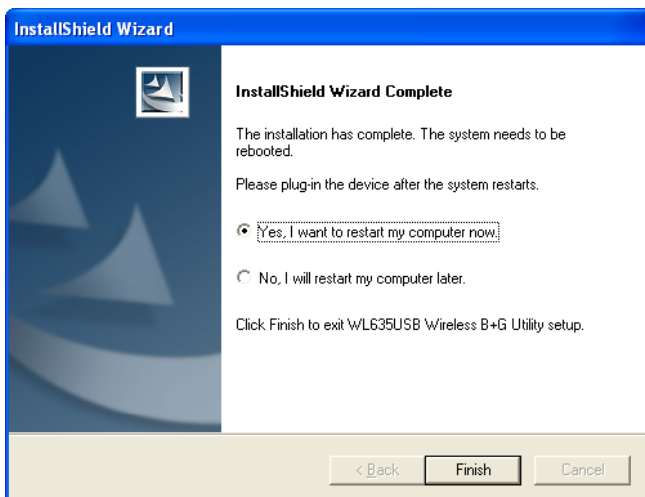 InstallShield Wizard
InstallShield Wizard Complete
The installation has complete. The system needs to be
rebooted.
Please plug-in the device after the system restarts.
Yes, I want to restart my computer now.
No, I will restart my computer later.
Click Finish to exit WL635USB Wireless B+G Utility setup.
< Back
Finish
Cancel